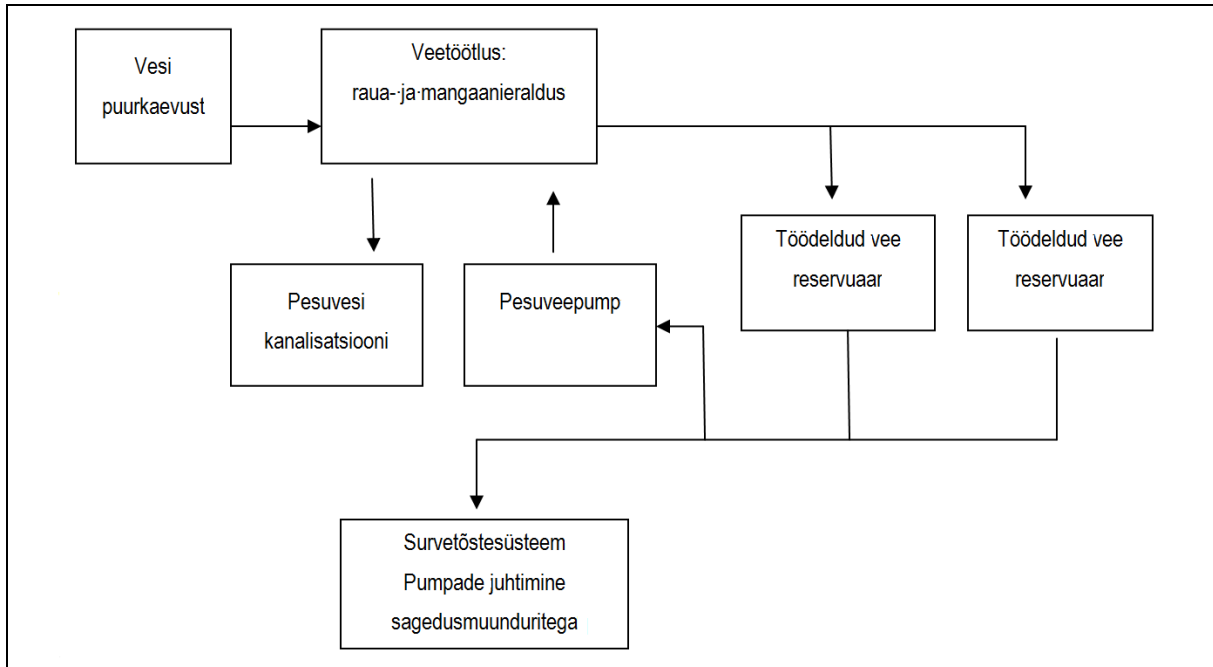 Vesi
puurkaevust
Veetöötlus:
raua-·ja·mangaanieraldus
Töödeldud vee
reservuaar
Töödeldud vee
reservuaar
Pesuvesi
kanalisatsiooni
Pesuveepump
Survetõstesüsteem
Pumpade juhtimine
sagedusmuunduritega